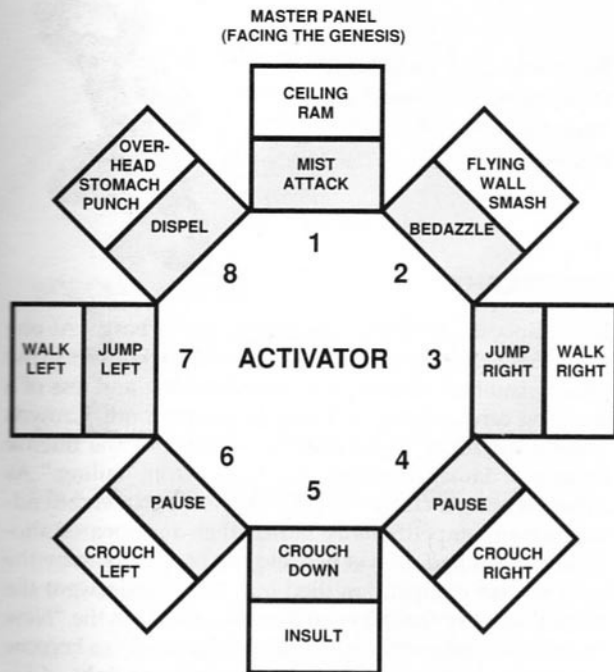 MASTER PANEL
(FACING THE GENESIS)
CEILING
RAM
MIST
ATTACK
OVER-
HEAD
STOMACH
PUNCH
DISPEL
FLYING
WALL
SMASH
BEDAZZLE
1
8
2
WALK
LEFT
JUMP
LEFT
7
ACTIVATOR
3
JUMP
RIGHT
WALK
RIGHT
6
4
5
PAUSE
CROUCH
LEFT
PAUSE
CROUCH
RIGHT
CROUCH
DOWN
INSULT